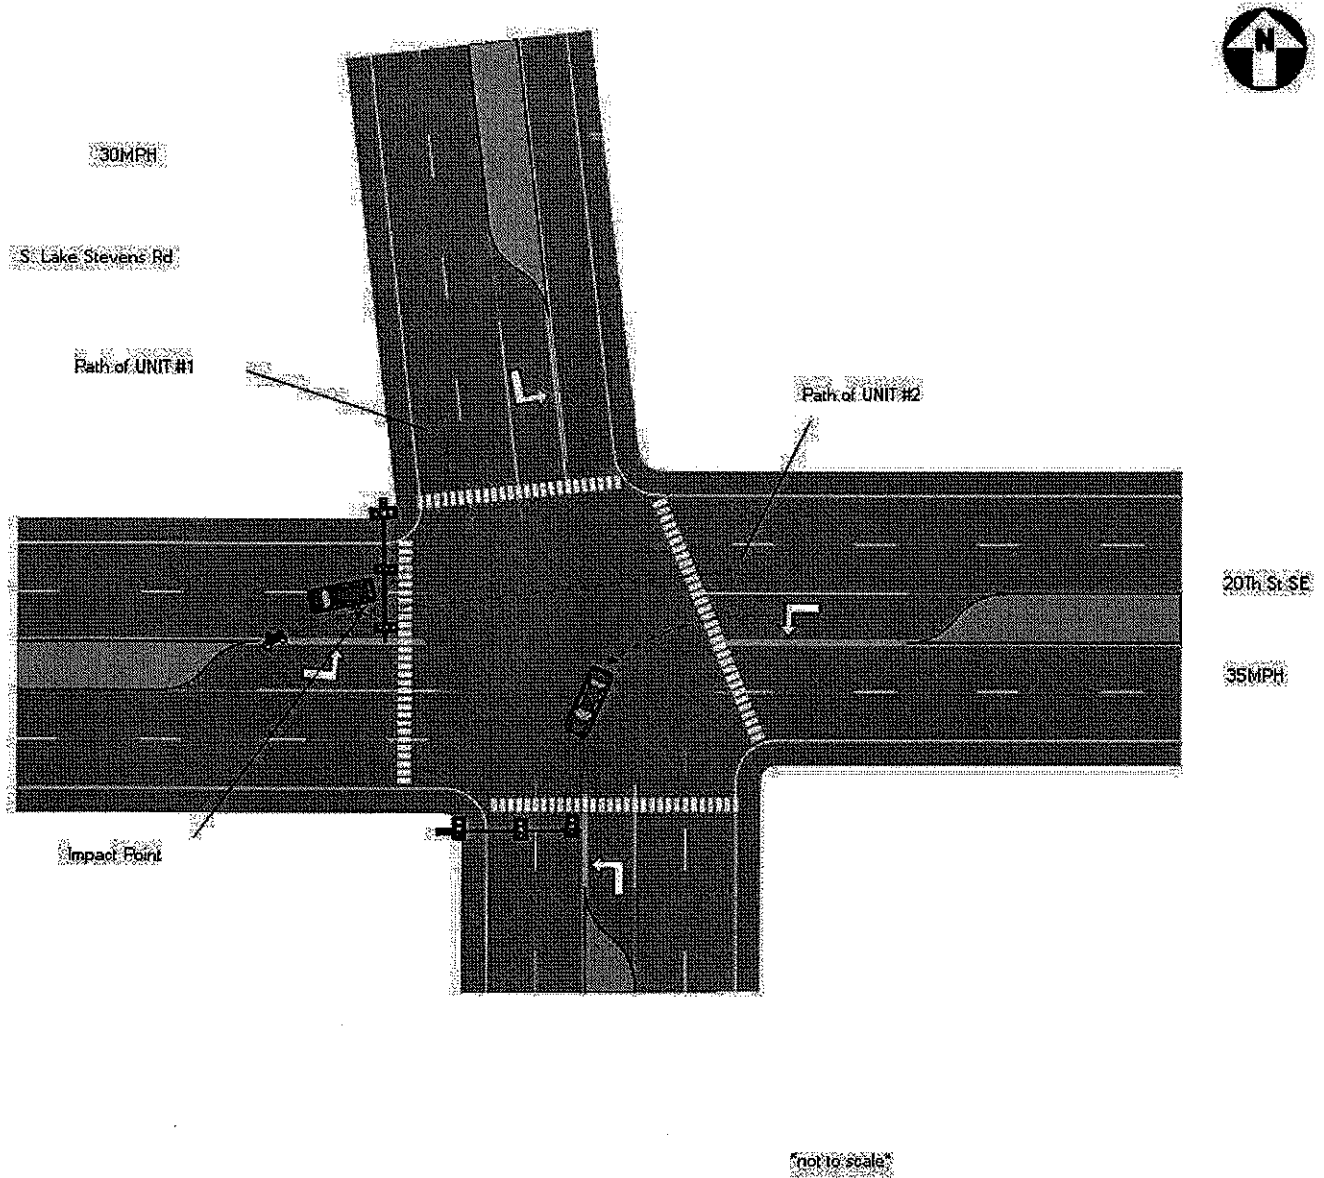 N
30MPH
S. Lake Stevens Rd
Path of UNIT #1
Path of UNIT #2
20Th St SE
35MPH
Impact Point
"not to scale"